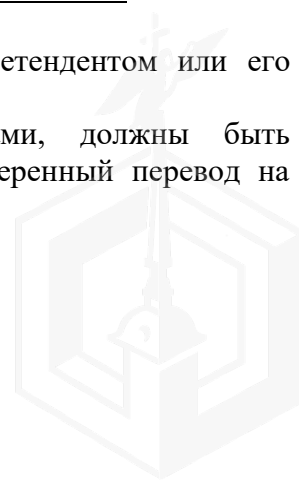 етендентом или его
ми, должны быть
еренный перевод на